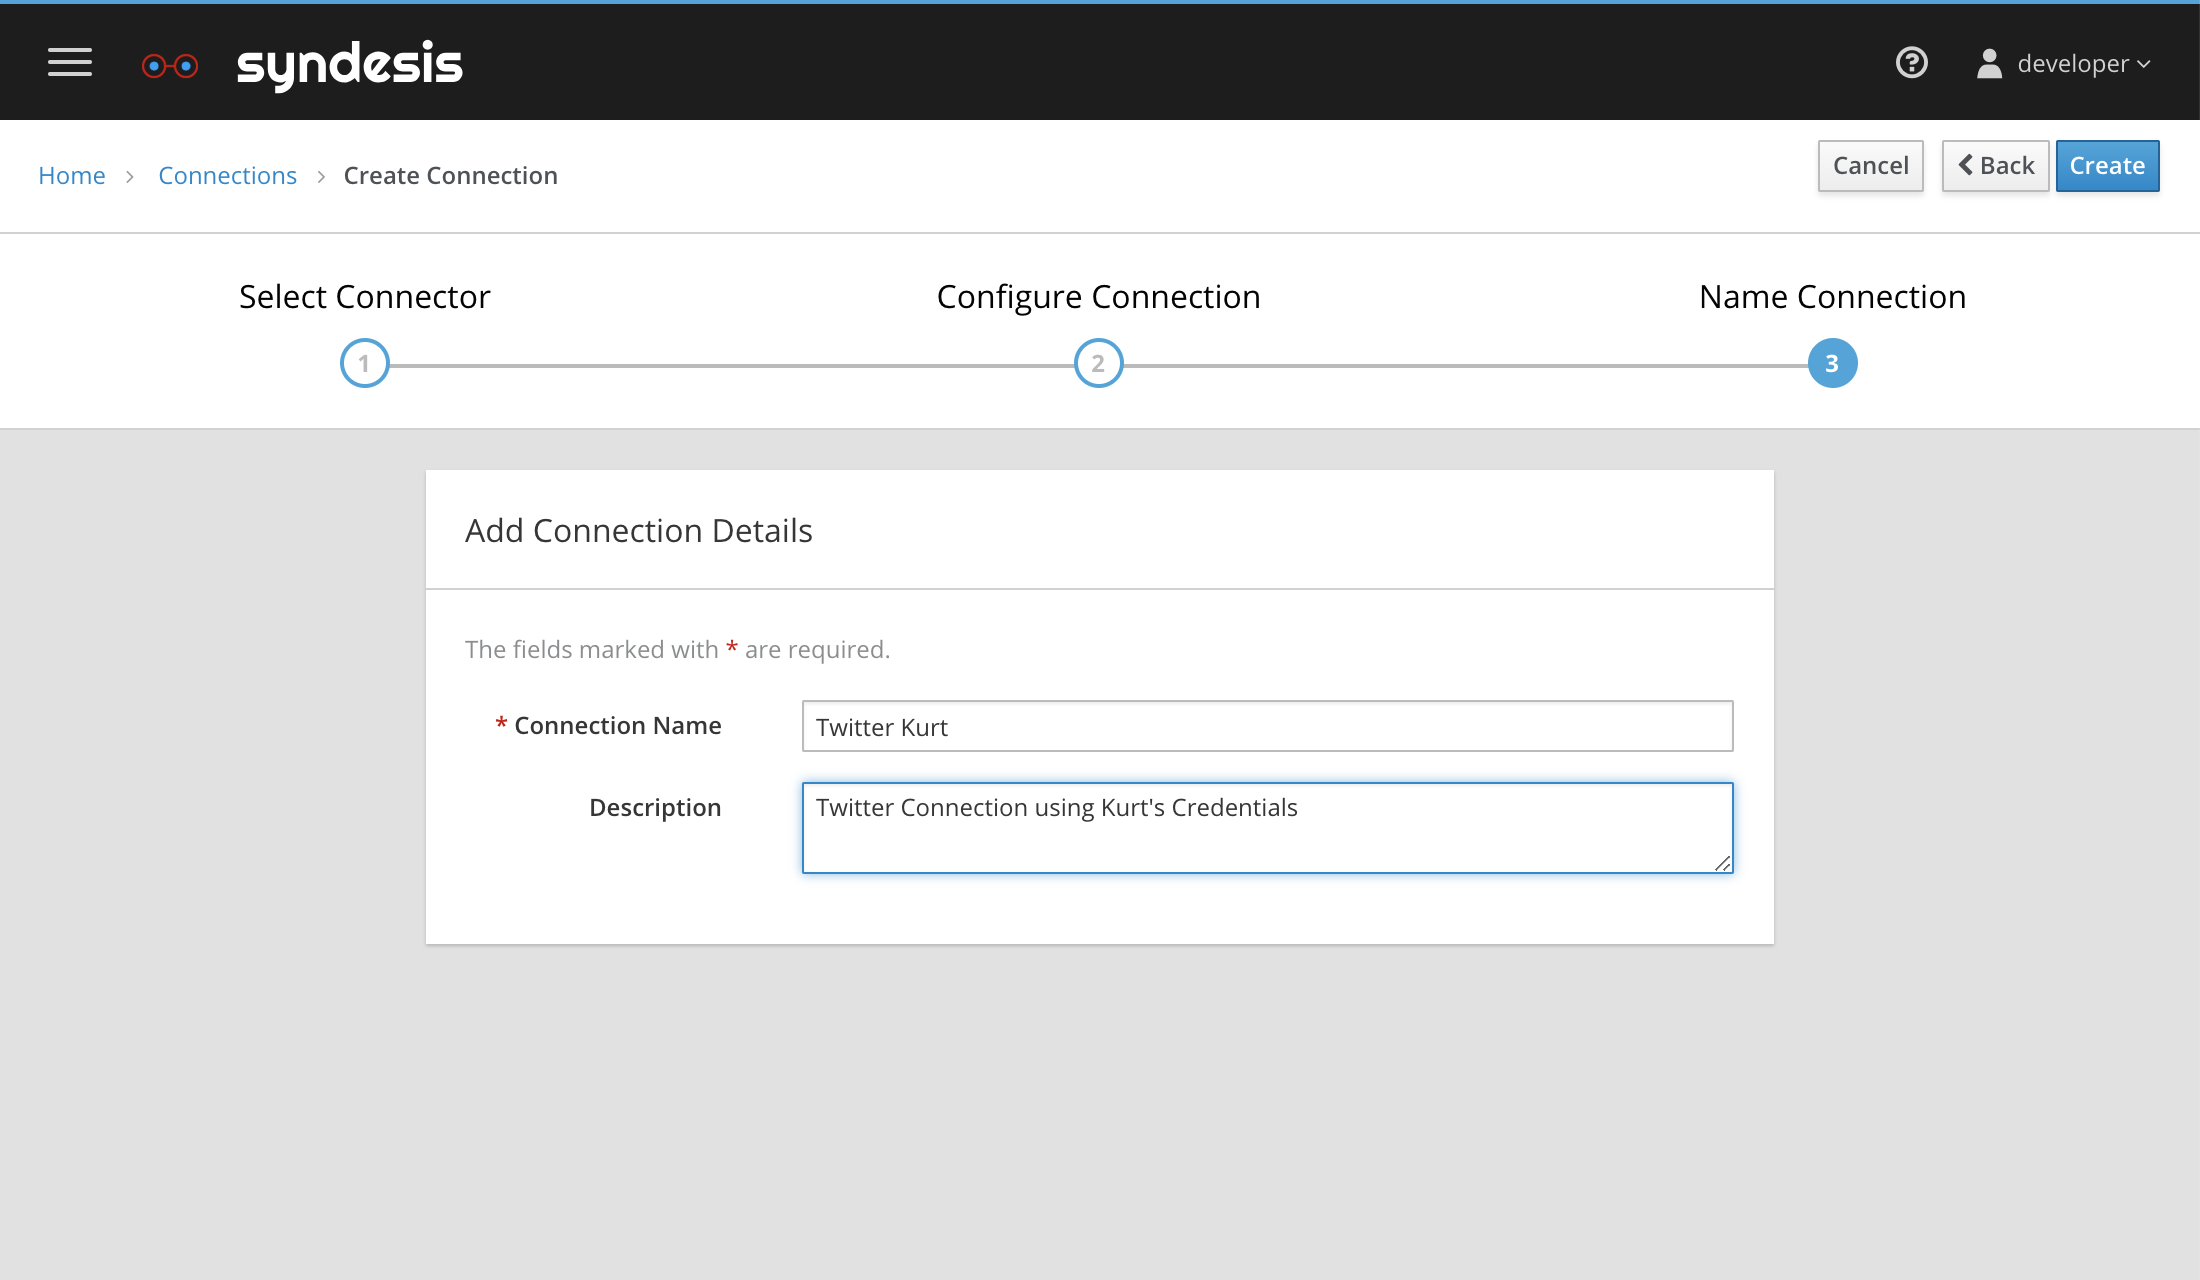 syndesis
developer
Home > Connections > Create Connection
Cancel
Back
Create
Select Connector
Configure Connection
Name Connection
1
2
3
Add Connection Details
The fields marked with * are required.
* Connection Name
Twitter Kurt
Description
Twitter Connection using Kurt's Credentials